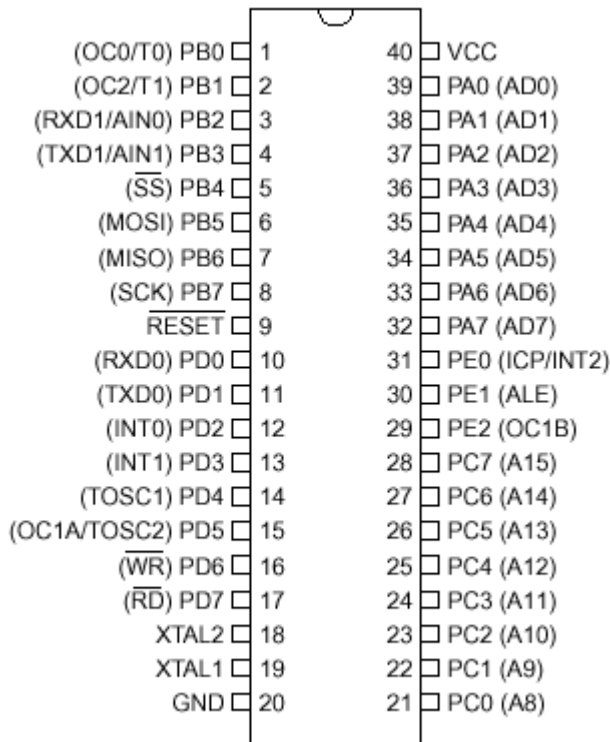 (OC0/T0) PB0 1 40 VCC
(OC2/T1) PB1 2 39 PA0 (AD0)
(RXD1/AIN0) PB2 3 38 PA1 (AD1)
(TXD1/AIN1) PB3 4 37 PA2 (AD2)
(S̅S̅) PB4 5 36 PA3 (AD3)
(MOSI) PB5 6 35 PA4 (AD4)
(MISO) PB6 7 34 PA5 (AD5)
(SCK) PB7 8 33 PA6 (AD6)
R̅E̅S̅E̅T̅ 9 32 PA7 (AD7)
(RXD0) PD0 10 31 PE0 (ICP/INT2)
(TXD0) PD1 11 30 PE1 (ALE)
(INT0) PD2 12 29 PE2 (OC1B)
(INT1) PD3 13 28 PC7 (A15)
(TOSC1) PD4 14 27 PC6 (A14)
(OC1A/TOSC2) PD5 15 26 PC5 (A13)
(W̅R̅) PD6 16 25 PC4 (A12)
(R̅D̅) PD7 17 24 PC3 (A11)
XTAL2 18 23 PC2 (A10)
XTAL1 19 22 PC1 (A9)
GND 20 21 PC0 (A8)